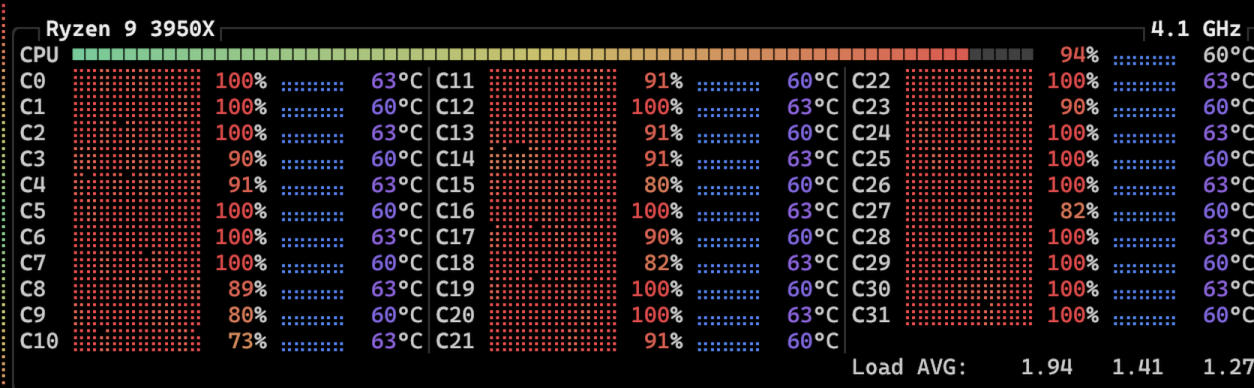 Ryzen 9 3950X 4.1 GHz
CPU 94% 60°C
C0 100% 63°C C11 91% 60°C C22 100% 63°C
C1 100% 60°C C12 100% 63°C C23 90% 60°C
C2 100% 63°C C13 91% 60°C C24 100% 63°C
C3 90% 60°C C14 91% 63°C C25 100% 60°C
C4 91% 63°C C15 80% 60°C C26 100% 63°C
C5 100% 60°C C16 100% 63°C C27 82% 60°C
C6 100% 63°C C17 90% 60°C C28 100% 63°C
C7 100% 60°C C18 82% 63°C C29 100% 60°C
C8 89% 63°C C19 100% 60°C C30 100% 63°C
C9 80% 60°C C20 100% 63°C C31 100% 60°C
C10 73% 63°C C21 91% 60°C
Load AVG: 1.94 1.41 1.27